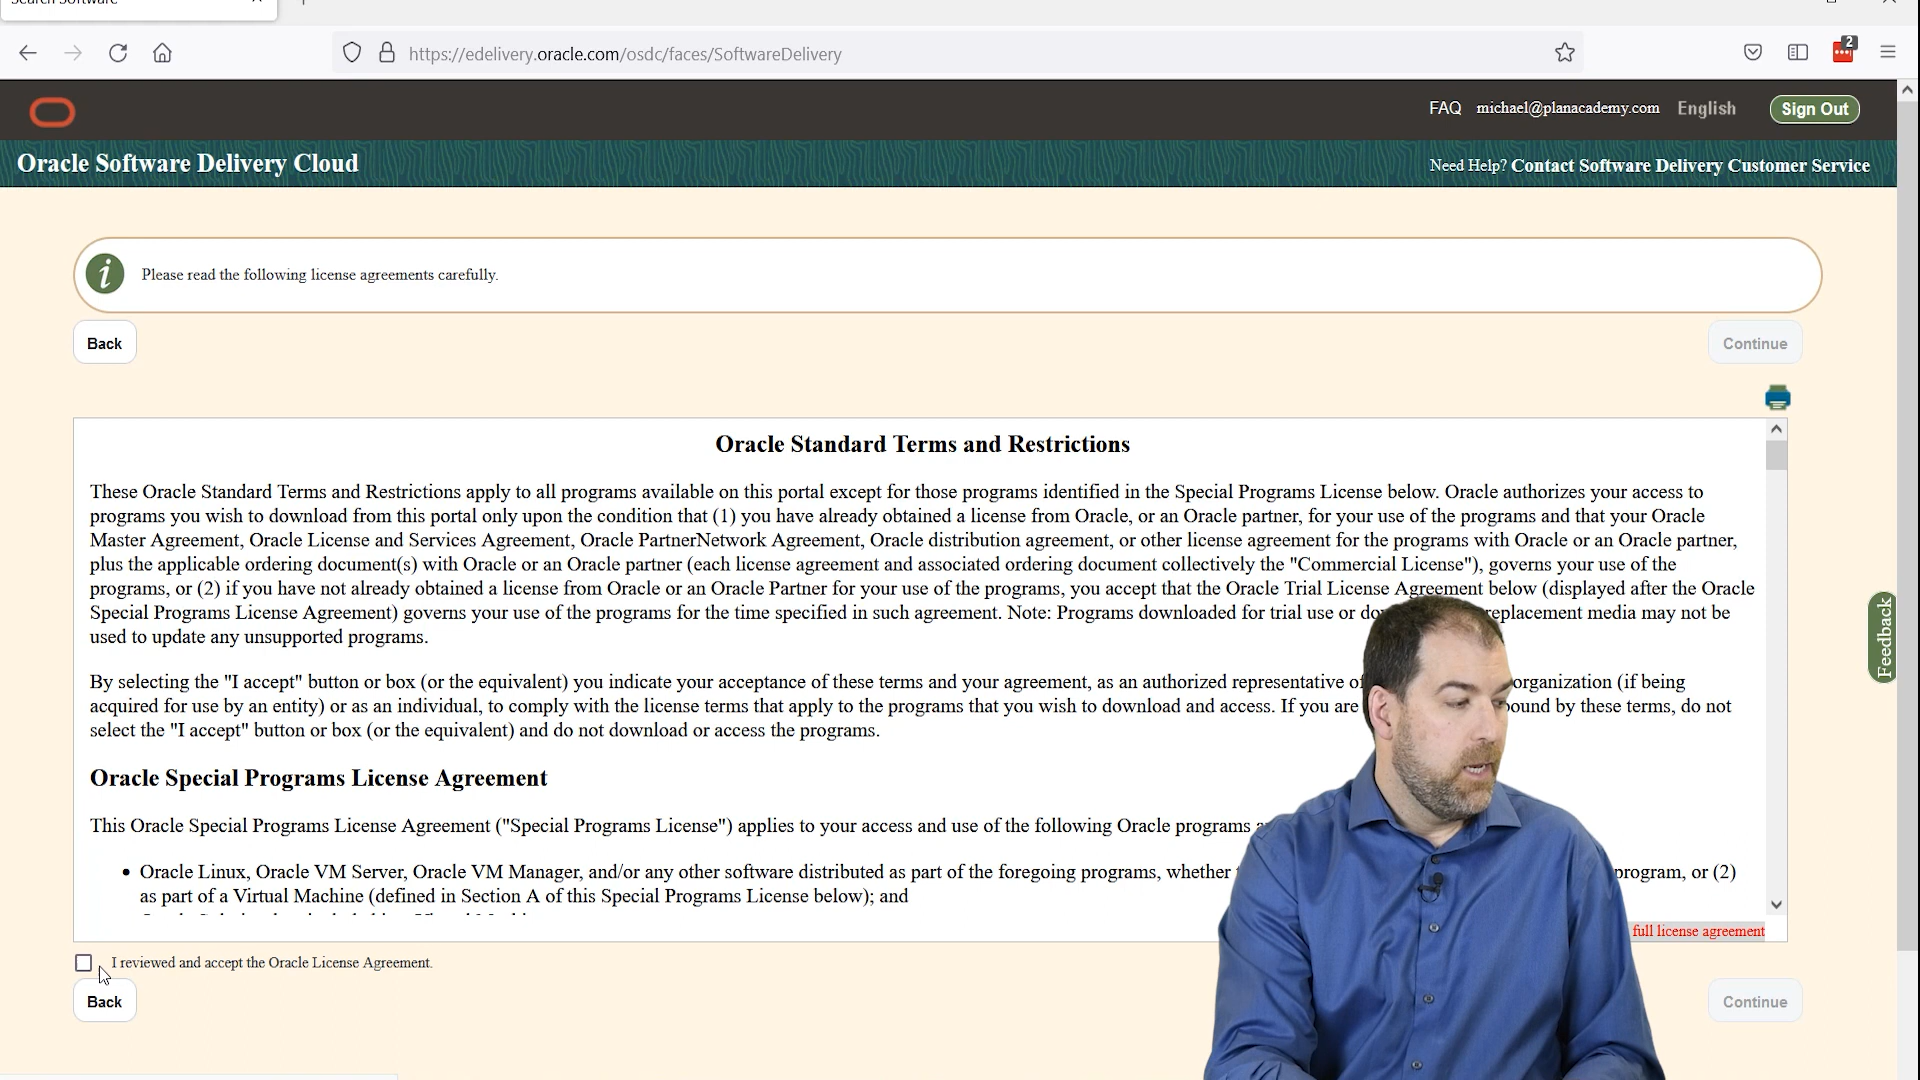 Search Software
https://edelivery.oracle.com/osdc/faces/SoftwareDelivery
2
FAQ michael@planacademy.com English Sign Out
Oracle Software Delivery Cloud
Need Help? Contact Software Delivery Customer Service
i Please read the following license agreements carefully.
Back
Continue
Oracle Standard Terms and Restrictions
These Oracle Standard Terms and Restrictions apply to all programs available on this portal except for those programs identified in the Special Programs License below. Oracle authorizes your access to
programs you wish to download from this portal only upon the condition that (1) you have already obtained a license from Oracle, or an Oracle partner, for your use of the programs and that your Oracle
Master Agreement, Oracle License and Services Agreement, Oracle PartnerNetwork Agreement, Oracle distribution agreement, or other license agreement for the programs with Oracle or an Oracle partner,
plus the applicable ordering document(s) with Oracle or an Oracle partner (each license agreement and associated ordering document collectively the "Commercial License"), governs your use of the
programs, or (2) if you have not already obtained a license from Oracle or an Oracle Partner for your use of the programs, you accept that the Oracle Trial License Agreement below (displayed after the Oracle
Special Programs License Agreement) governs your use of the programs for the time specified in such agreement. Note: Programs downloaded for trial use or replacement media may not be
used to update any unsupported programs.
By selecting the "I accept" button or box (or the equivalent) you indicate your acceptance of these terms and your agreement, as an authorized representative of organization (if being
acquired for use by an entity) or as an individual, to comply with the license terms that apply to the programs that you wish to download and access. If you are bound by these terms, do not
select the "I accept" button or box (or the equivalent) and do not download or access the programs.
Oracle Special Programs License Agreement
This Oracle Special Programs License Agreement ("Special Programs License") applies to your access and use of the following Oracle programs
• Oracle Linux, Oracle VM Server, Oracle VM Manager, and/or any other software distributed as part of the foregoing programs, whether program, or (2)
as part of a Virtual Machine (defined in Section A of this Special Programs License below); and
full license agreement
I reviewed and accept the Oracle License Agreement.
Back
Continue
Feedback